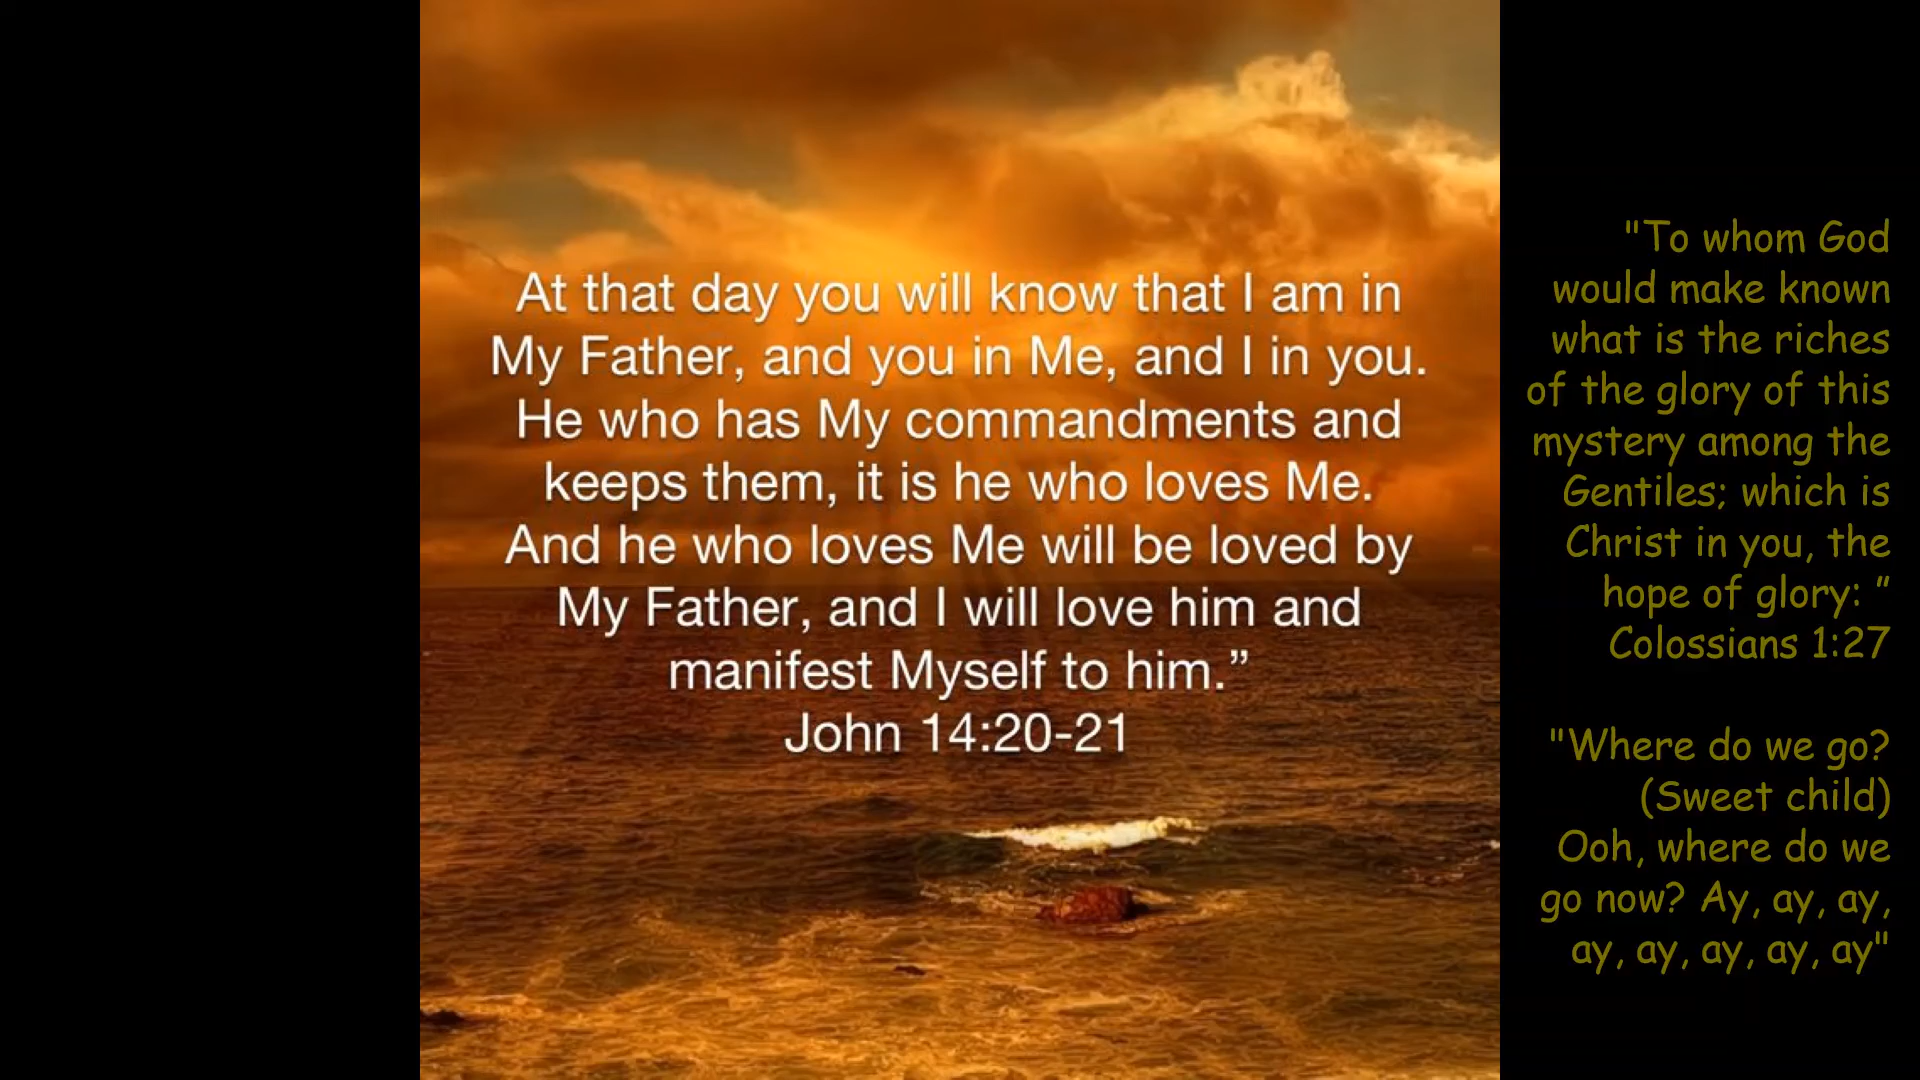 At that day you will know that I am in
My Father, and you in Me, and I in you.
He who has My commandments and
keeps them, it is he who loves Me.
And he who loves Me will be loved by
My Father, and I will love him and
manifest Myself to him.”
John 14:20-21
"To whom God
would make known
what is the riches
of the glory of this
mystery among the
Gentiles; which is
Christ in you, the
hope of glory: ”
Colossians 1:27
"Where do we go?
(Sweet child)
Ooh, where do we
go now? Ay, ay, ay,
ay, ay, ay, ay, ay"